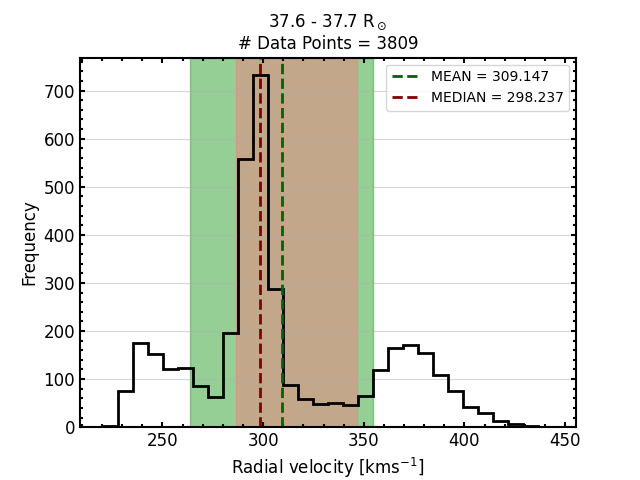 37.6 - 37.7 R⊙
# Data Points = 3809
MEAN = 309.147
MEDIAN = 298.237
Frequency
700
600
500
400
300
200
100
0
250 300 350 400 450
Radial velocity [kms⁻¹]